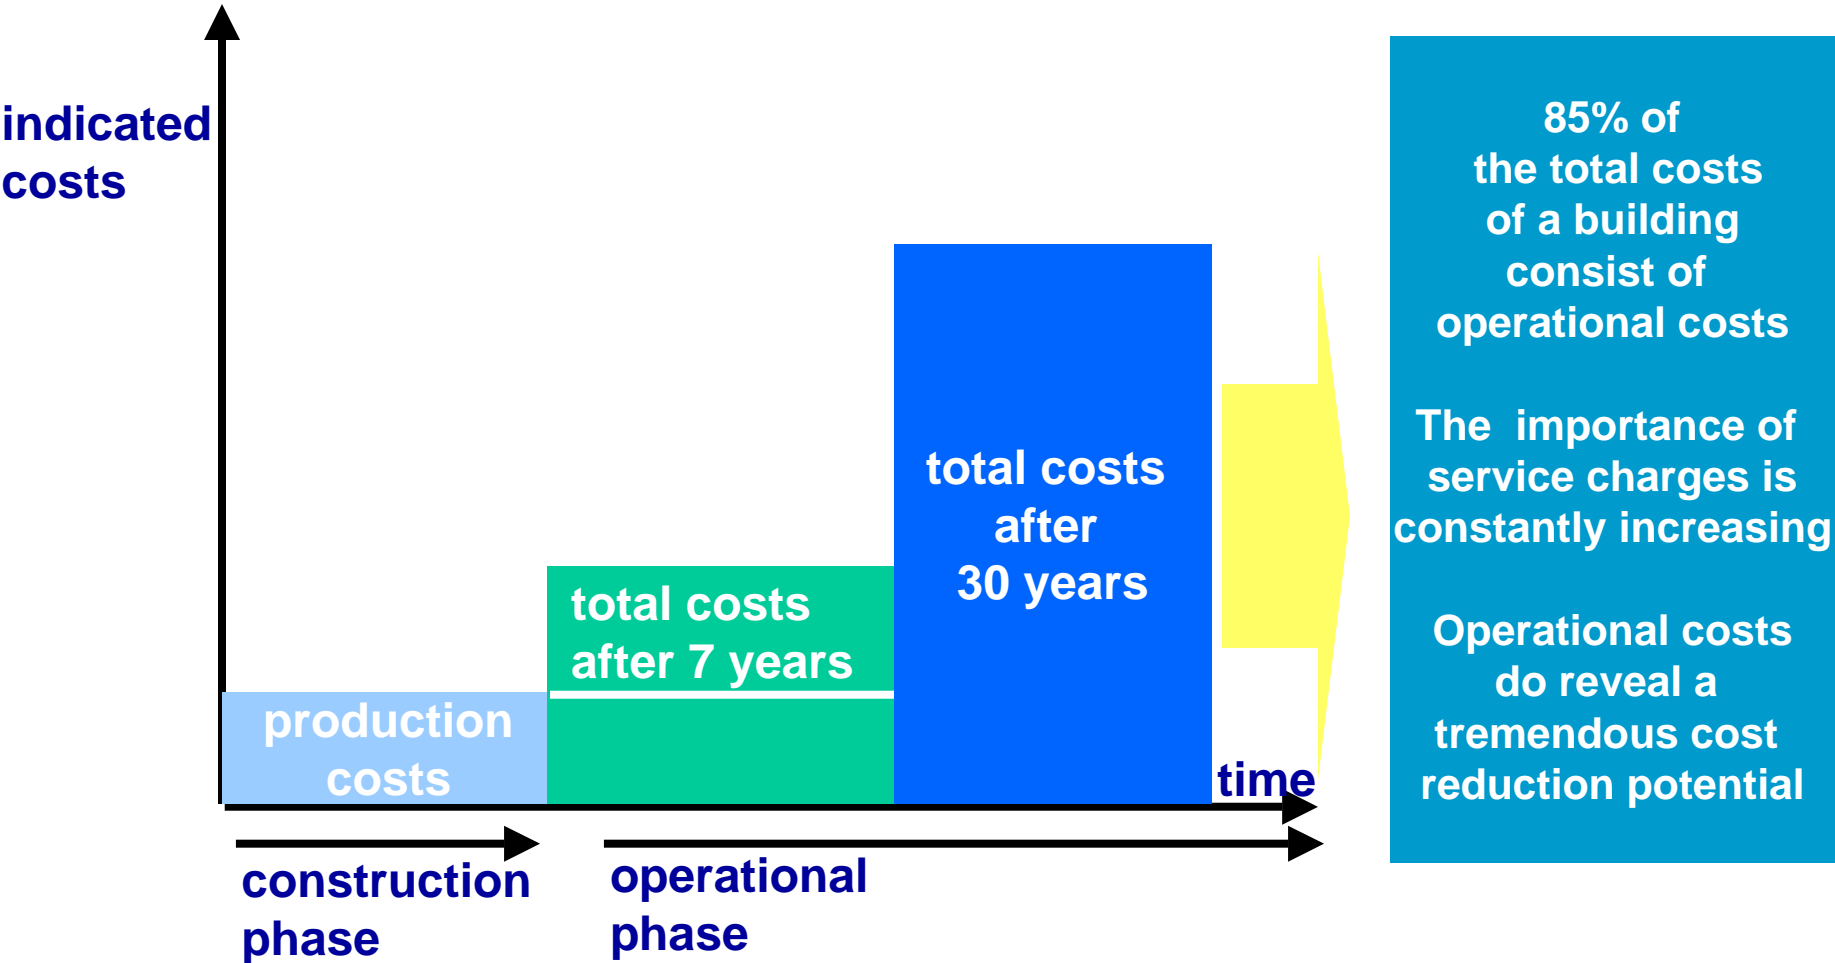 indicated
costs
production
costs
total costs
after 7 years
total costs
after
30 years
time
construction
phase
operational
phase
85% of
the total costs
of a building
consist of
operational costs
The  importance of
service charges is
constantly increasing
Operational costs
do reveal a
tremendous cost
reduction potential